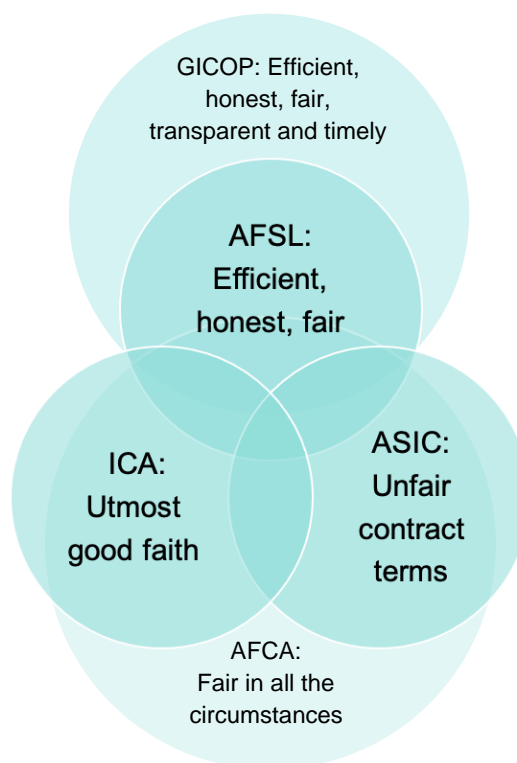 GICOP: Efficient,
honest, fair,
transparent and timely
AFSL:
Efficient,
honest, fair
ICA:
Utmost
good faith
ASIC:
Unfair
contract
terms
AFCA:
Fair in all the
circumstances